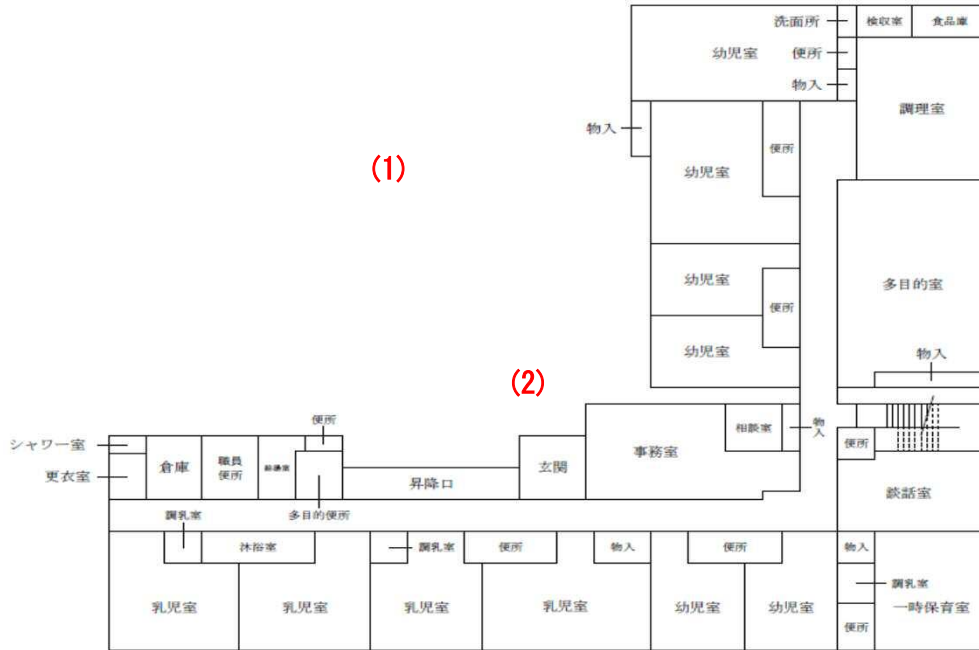 洗面所
検収室
食品庫
幼児室
便所
物入
調理室
物入
便所
(1)
幼児室
多目的室
幼児室
便所
幼児室
物入
(2)
便所
相談室
物入
シャワー室
倉庫
職員
便所
玄関
事務室
便所
更衣室
昇降口
談話室
調乳室
多目的便所
沐浴室
調乳室
便所
物入
便所
物入
調乳室
乳児室
乳児室
乳児室
乳児室
幼児室
幼児室
一時保育室
便所